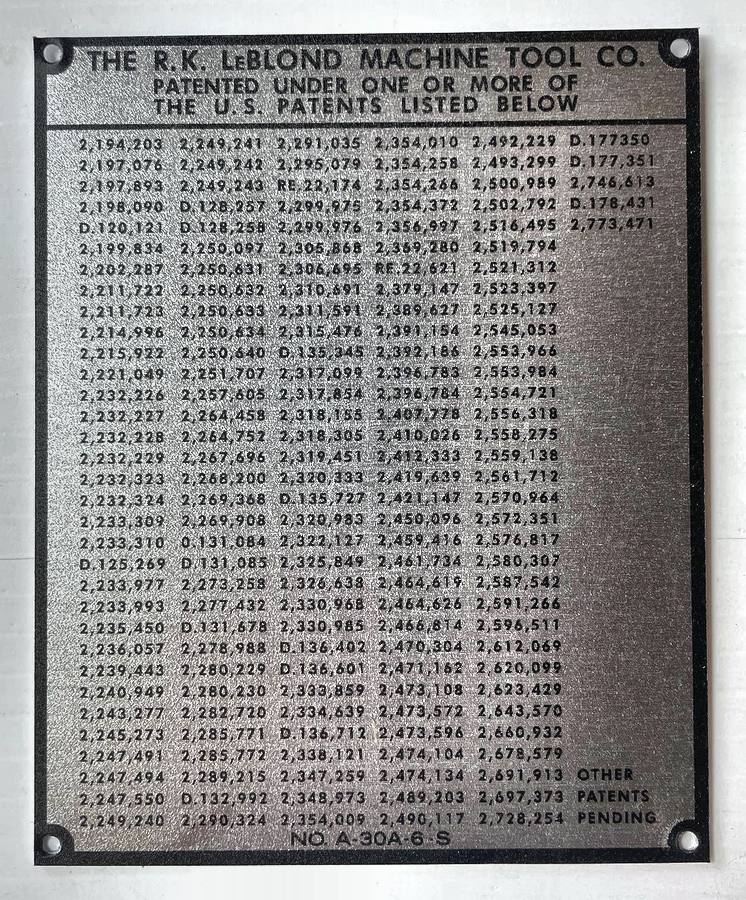 THE R.K. LeBLOND MACHINE TOOL CO.
PATENTED UNDER ONE OR MORE OF
THE U.S. PATENTS LISTED BELOW
2,194,203 2,249,241 2,291,035 2,354,010 2,492,229 D.177350
2,197,076 2,249,242 2,295,079 2,354,258 2,493,299 D.177,351
2,197,893 2,249,243 RE.22,174 2,354,266 2,500,989 2,746,613
2,198,090 D.128,257 2,299,975 2,354,372 2,502,792 D.178,431
D.120,121 D.128,258 2,299,976 2,356,997 2,516,495 2,773,471
2,199,834 2,250,097 2,305,868 2,369,280 2,519,794
2,202,287 2,250,631 2,306,695 RE.22,621 2,521,312
2,211,722 2,250,632 2,310,691 2,379,147 2,523,397
2,211,723 2,250,633 2,311,591 2,389,627 2,525,127
2,214,996 2,250,634 2,315,476 2,391,154 2,545,053
2,215,922 2,250,640 D.135,345 2,392,186 2,553,966
2,221,049 2,251,707 2,317,099 2,396,783 2,553,984
2,232,226 2,257,605 2,317,854 2,396,784 2,554,721
2,232,227 2,264,458 2,318,155 2,407,778 2,556,318
2,232,228 2,264,752 2,318,305 2,410,026 2,558,275
2,232,229 2,267,696 2,319,451 2,412,333 2,559,138
2,232,323 2,268,200 2,320,333 2,419,639 2,561,712
2,232,324 2,269,368 D.135,727 2,421,147 2,570,964
2,233,309 2,269,908 2,320,983 2,450,096 2,572,351
2,233,310 0.131,084 2,322,127 2,459,416 2,576,817
D.125,269 D.131,085 2,325,849 2,461,734 2,580,307
2,233,977 2,273,258 2,326,638 2,464,619 2,587,542
2,233,993 2,277,432 2,330,968 2,464,626 2,591,266
2,235,450 D.131,678 2,330,985 2,466,814 2,596,511
2,236,057 2,278,988 D.136,402 2,470,304 2,612,069
2,239,443 2,280,229 D.136,601 2,471,162 2,620,099
2,240,949 2,280,230 2,333,859 2,473,108 2,623,429
2,243,277 2,282,720 2,334,639 2,473,572 2,643,570
2,245,273 2,285,771 D.136,712 2,473,596 2,660,932
2,247,491 2,285,772 2,338,121 2,474,104 2,678,579
2,247,494 2,289,215 2,347,259 2,474,134 2,691,913 OTHER
2,247,550 D.132,992 2,348,973 2,489,203 2,697,373 PATENTS
2,249,240 2,290,324 2,354,009 2,490,117 2,728,254 PENDING
NO. A-30A-6-S